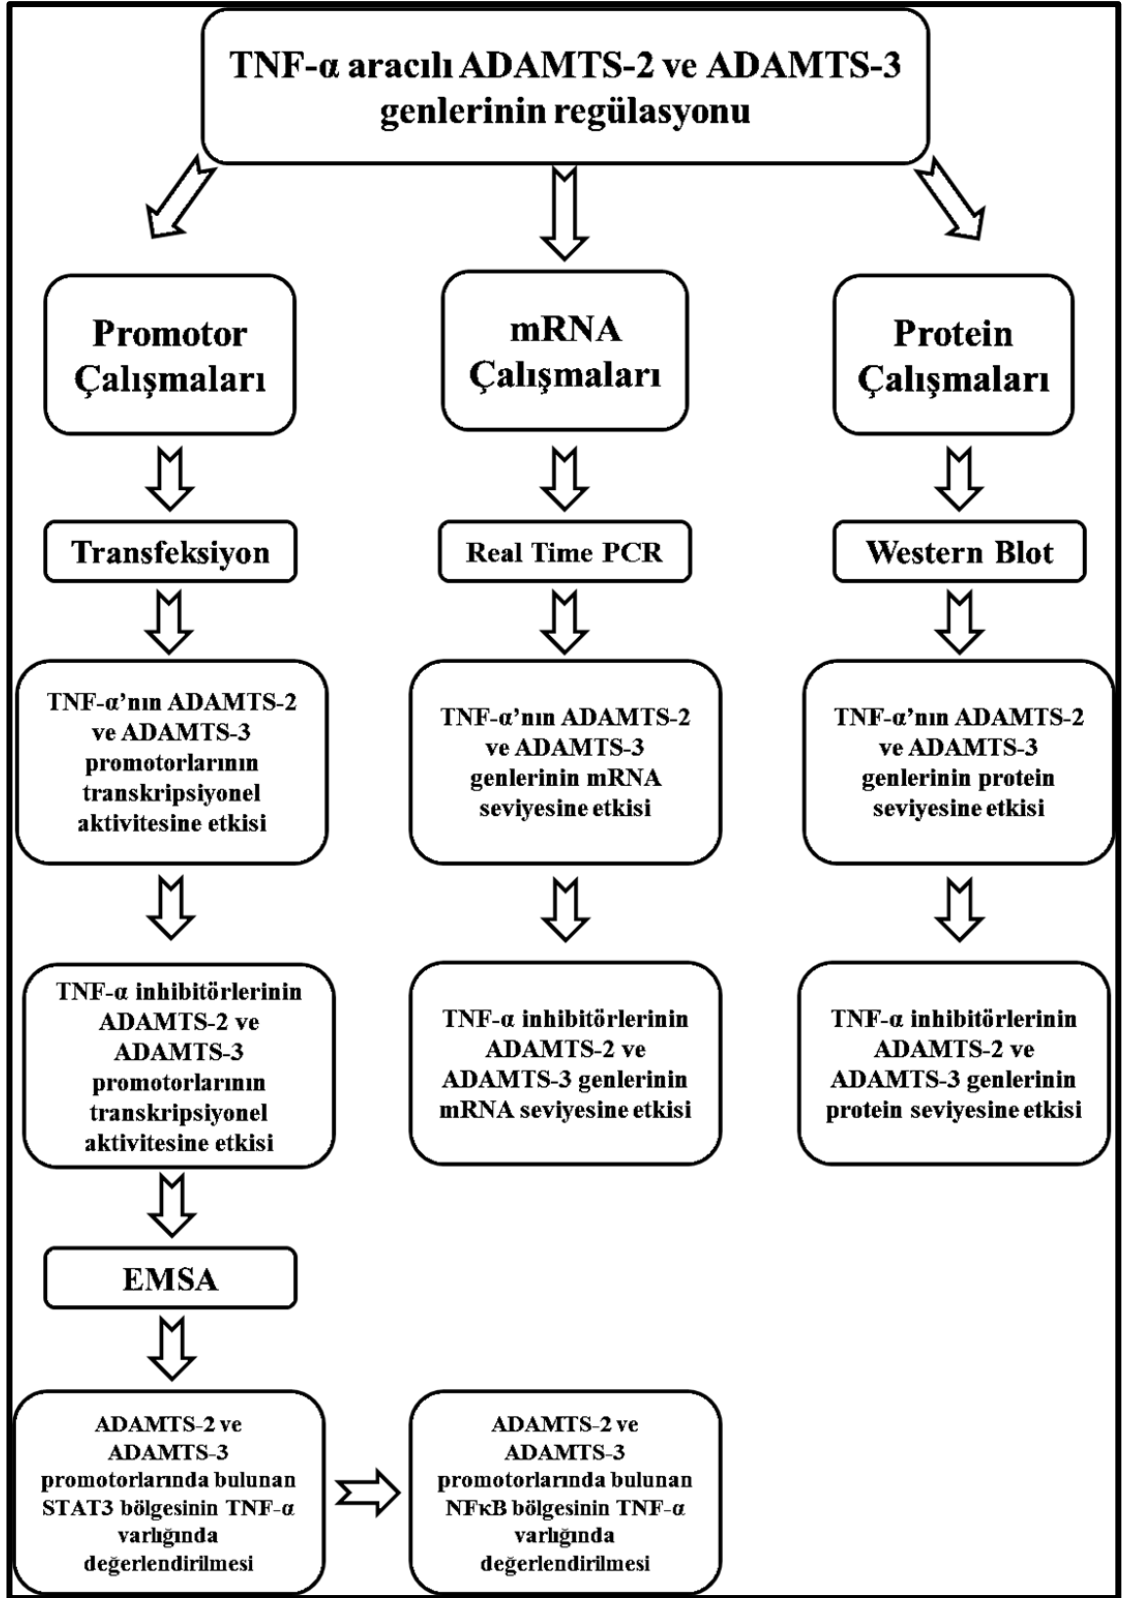 TNF-α aracılı ADAMTS-2 ve ADAMTS-3
genlerinin regülasyonu
Promotor
Çalışmaları
mRNA
Çalışmaları
Protein
Çalışmaları
Transfeksiyon
Real Time PCR
Western Blot
TNF-α’nın ADAMTS-2
ve ADAMTS-3
promotorlarının
transkripsiyonel
aktivitesine etkisi
TNF-α’nın ADAMTS-2
ve ADAMTS-3
genlerinin mRNA
seviyesine etkisi
TNF-α’nın ADAMTS-2
ve ADAMTS-3
genlerinin protein
seviyesine etkisi
TNF-α inhibitörlerinin
ADAMTS-2 ve
ADAMTS-3
promotorlarının
transkripsiyonel
aktivitesine etkisi
TNF-α inhibitörlerinin
ADAMTS-2 ve
ADAMTS-3 genlerinin
mRNA seviyesine etkisi
TNF-α inhibitörlerinin
ADAMTS-2 ve
ADAMTS-3 genlerinin
protein seviyesine etkisi
EMSA
ADAMTS-2 ve
ADAMTS-3
promotorlarında bulunan
STAT3 bölgesinin TNF-α
varlığında
değerlendirilmesi
ADAMTS-2 ve
ADAMTS-3
promotorlarında bulunan
NFκB bölgesinin TNF-α
varlığında
değerlendirilmesi